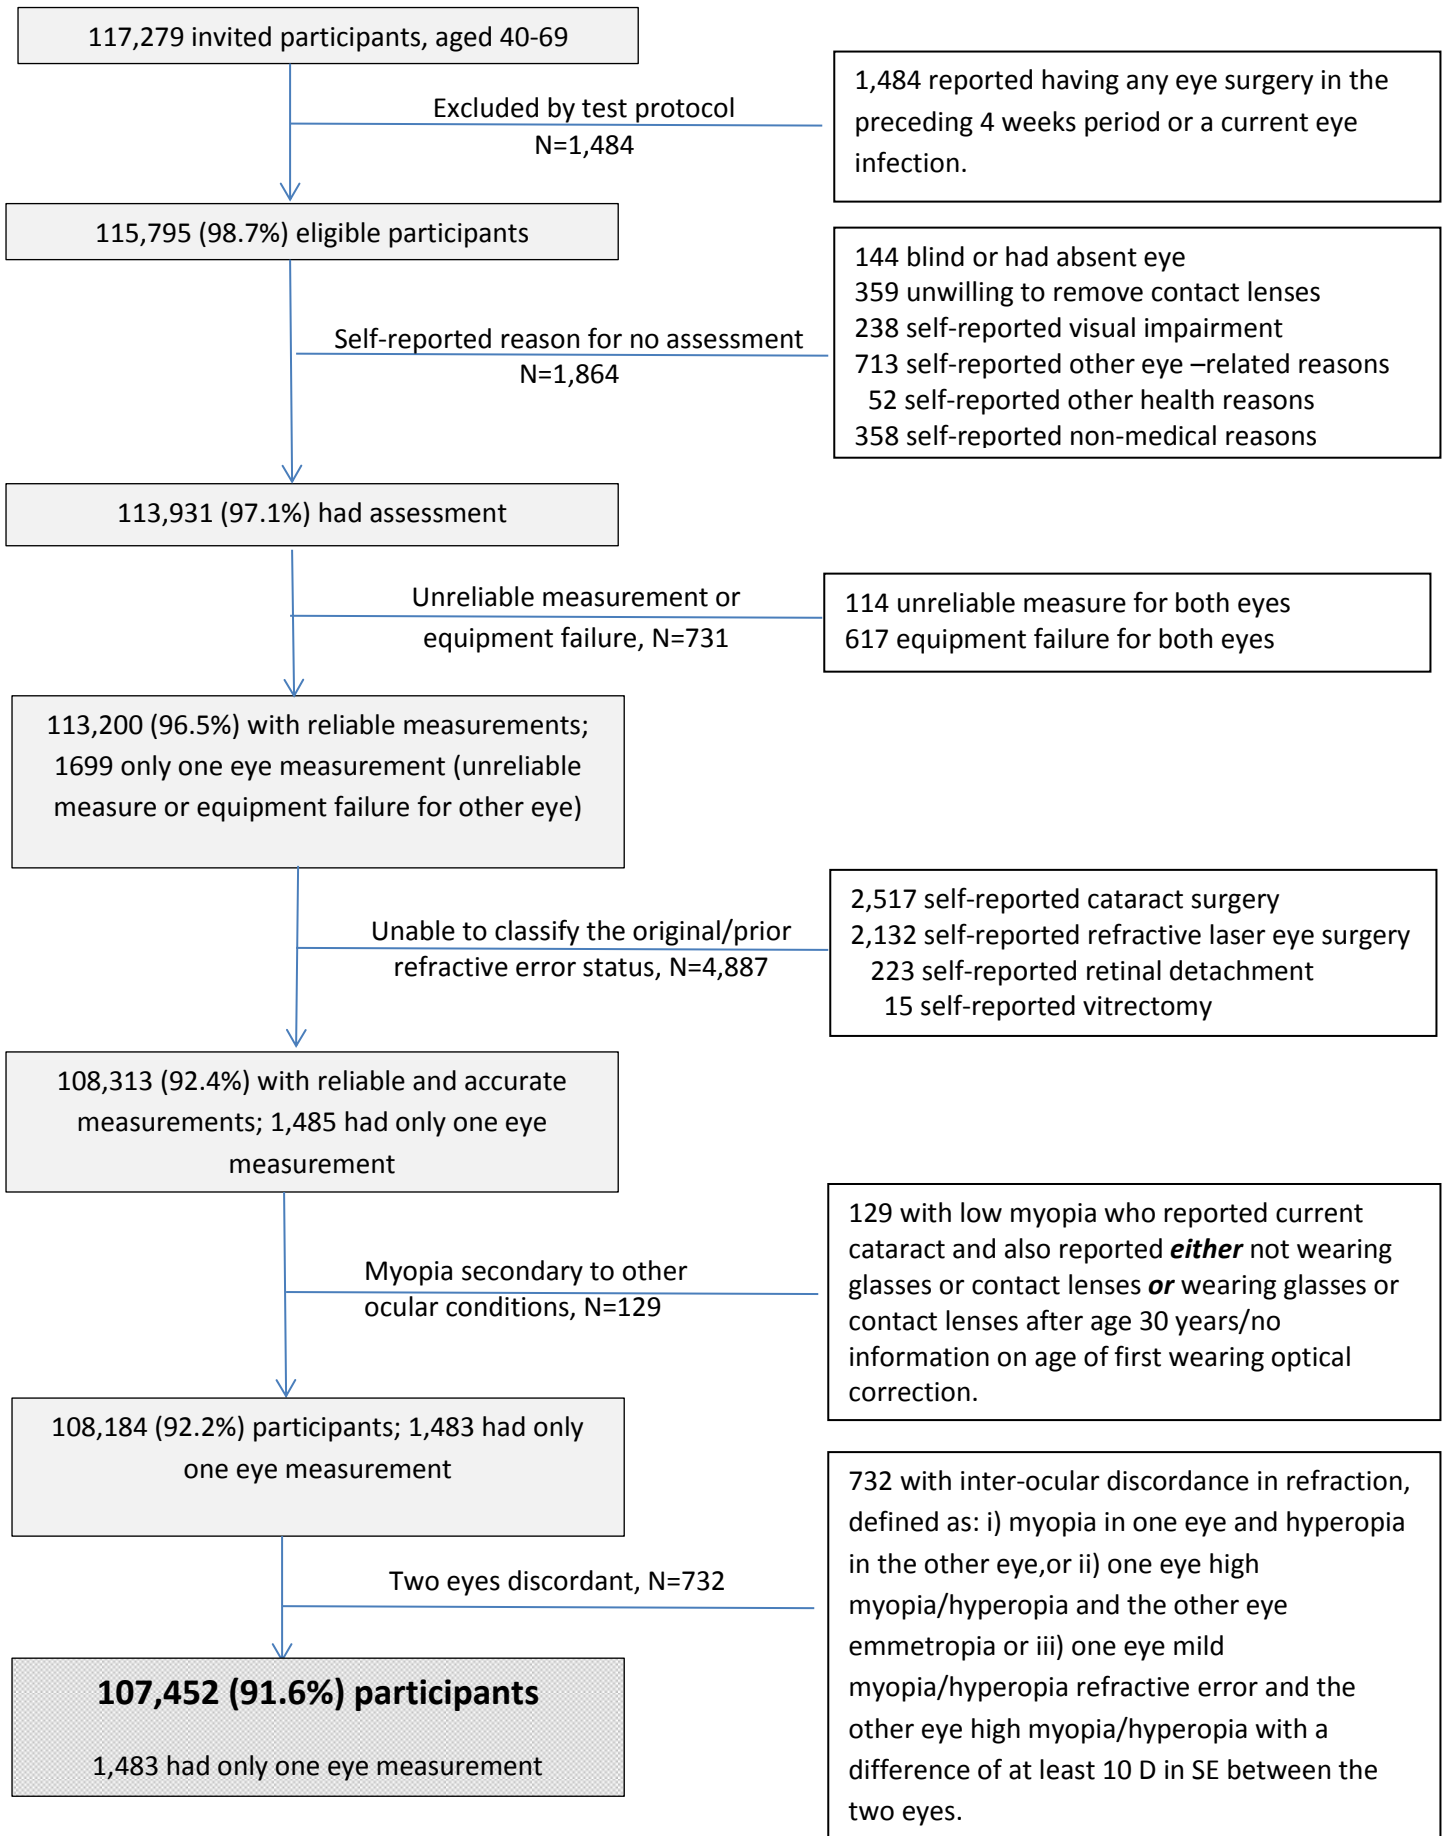 117,279 invited participants, aged 40-69
Excluded by test protocol
N=1,484
1,484 reported having any eye surgery in the
preceding 4 weeks period or a current eye
infection.
115,795 (98.7%) eligible participants
Self-reported reason for no assessment
N=1,864
144 blind or had absent eye
359 unwilling to remove contact lenses
238 self-reported visual impairment
713 self-reported other eye –related reasons
52 self-reported other health reasons
358 self-reported non-medical reasons
113,931 (97.1%) had assessment
Unreliable measurement or
equipment failure, N=731
114 unreliable measure for both eyes
617 equipment failure for both eyes
113,200 (96.5%) with reliable measurements;
1699 only one eye measurement (unreliable
measure or equipment failure for other eye)
Unable to classify the original/prior
refractive error status, N=4,887
2,517 self-reported cataract surgery
2,132 self-reported refractive laser eye surgery
223 self-reported retinal detachment
15 self-reported vitrectomy
108,313 (92.4%) with reliable and accurate
measurements; 1,485 had only one eye
measurement
Myopia secondary to other
ocular conditions, N=129
129 with low myopia who reported current
cataract and also reported either not wearing
glasses or contact lenses or wearing glasses or
contact lenses after age 30 years/no
information on age of first wearing optical
correction.
108,184 (92.2%) participants; 1,483 had only
one eye measurement
Two eyes discordant, N=732
732 with inter-ocular discordance in refraction,
defined as: i) myopia in one eye and hyperopia
in the other eye,or ii) one eye high
myopia/hyperopia and the other eye
emmetropia or iii) one eye mild
myopia/hyperopia refractive error and the
other eye high myopia/hyperopia with a
difference of at least 10 D in SE between the
two eyes.
107,452 (91.6%) participants
1,483 had only one eye measurement